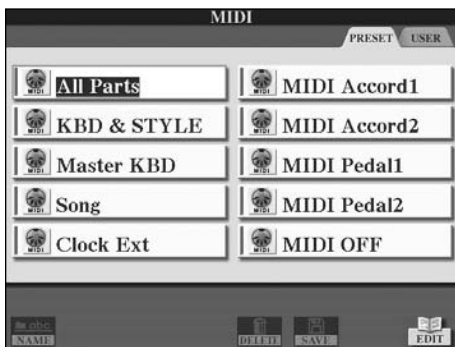 MIDI
PRESET USER
All Parts
KBD & STYLE
Master KBD
Song
Clock Ext
MIDI Accord1
MIDI Accord2
MIDI Pedal1
MIDI Pedal2
MIDI OFF
abc
NAME
DELETE
SAVE
EDIT